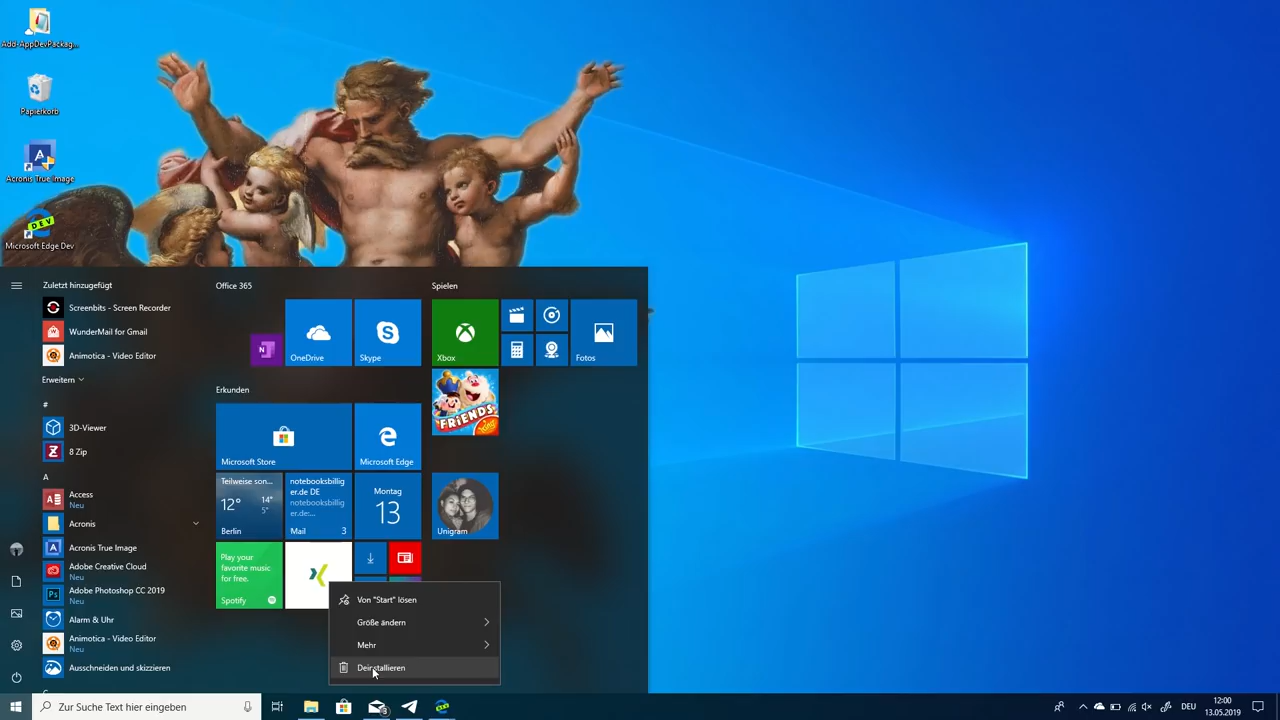 Add-AppDevPackag...
Papierkorb
Acronis True Image
DEV
Microsoft Edge Dev
Zuletzt hinzugefügt
Screenbits - Screen Recorder
WunderMail for Gmail
Animotica - Video Editor
Erweitern
#
3D-Viewer
8 Zip
A
Access
Neu
Acronis
Acronis True Image
Adobe Creative Cloud
Neu
Adobe Photoshop CC 2019
Neu
Alarm & Uhr
Animotica - Video Editor
Neu
Ausschneiden und skizzieren
Office 365
OneDrive
Skype
Erkunden
Microsoft Store
Microsoft Edge
Teilweise son...
12°
14°
5°
Berlin
notebooksbillig
er.de DE
notebooksbillig
er.de:...
Mail 3
Montag
13
Play your
favorite music
for free.
Spotify
Spielen
Xbox
Fotos
FRIENDS
king
Unigram
Von "Start" lösen
Größe ändern
Mehr
Deinstallieren
Zur Suche Text hier eingeben
DEU
12:00
13.05.2019